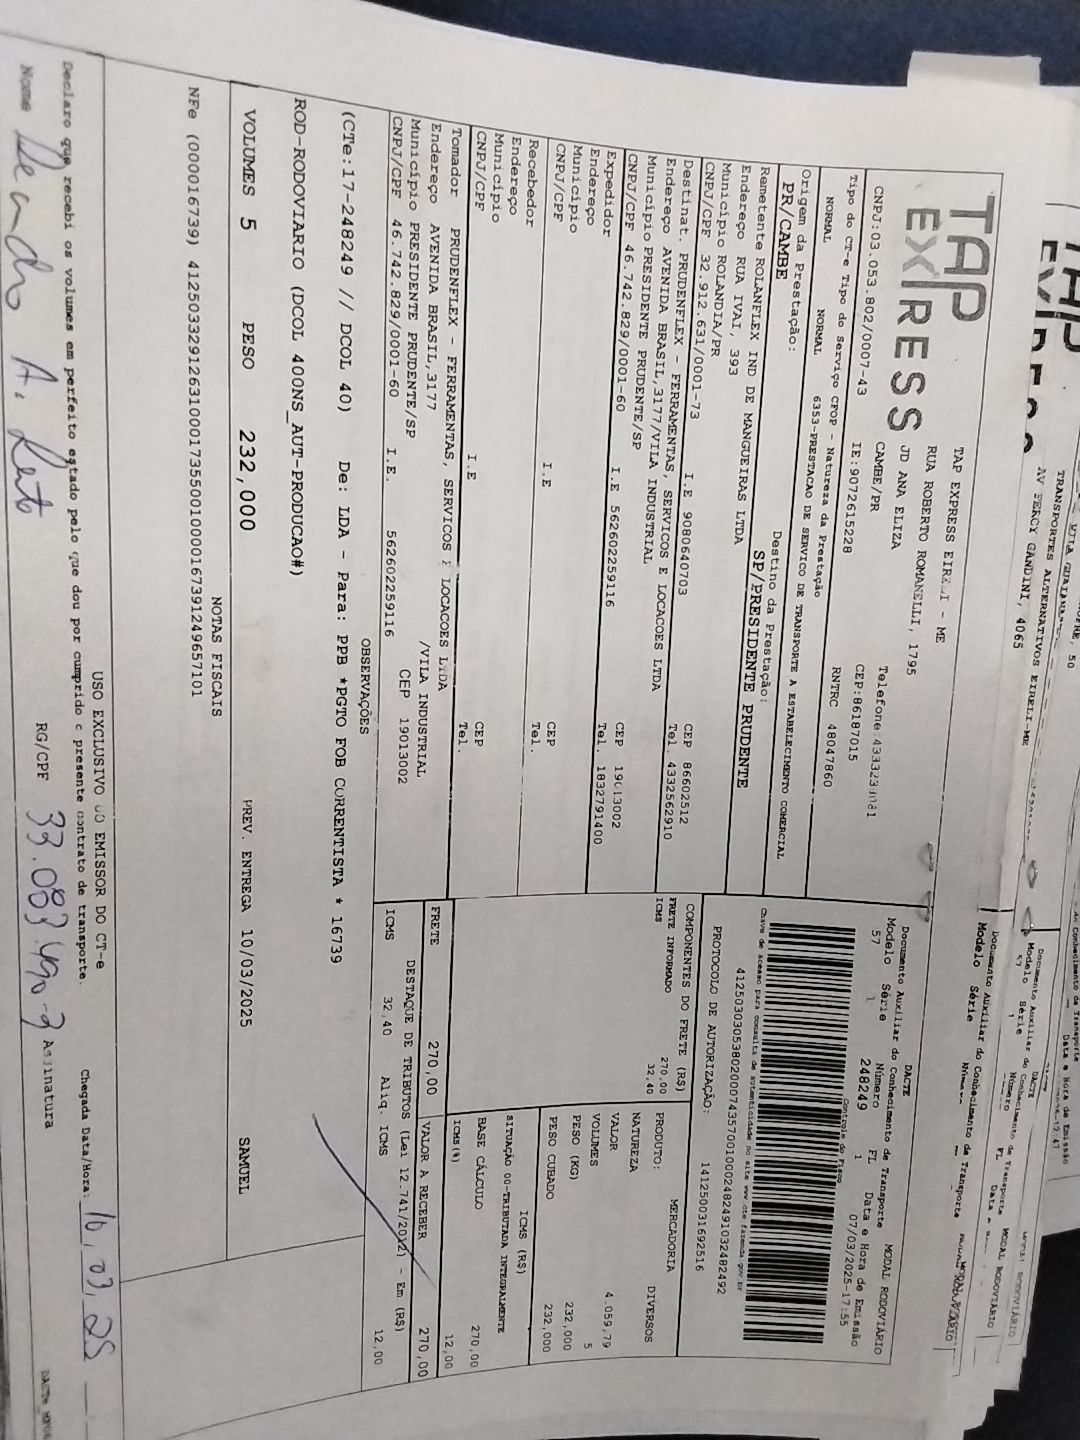 TAP
EXPRESS
TAP EXPRESS EIRELI - ME
RUA ROBERTO ROMANELLI, 1795
JD ANA ELIZA
CAMBE/PR
Telefone
CEP:86187015
CNPJ:03.053.802/0007-43
IE:9072615228
RNTRC 48047860
Tipo do CT-e Tipo do Serviço CFOP - Natureza da Prestação
NORMAL NORMAL 6353-PRESTACAO DE SERVICO DE TRANSPORTE A ESTABELECIMENTO COMERCIAL
Origem da Prestação: Destino da Prestação:
PR/CAMBE SP/PRESIDENTE PRUDENTE
Remetente ROLANFLEX IND DE MANGUEIRAS LTDA
Endereço RUA IVAI, 393
Município ROLANDIA/PR CEP 86602512
CNPJ/CPF 32.912.631/0001-73 I.E 9080640703 Tel. 4332562910
Destinat. PRUDENFLEX - FERRAMENTAS, SERVICOS E LOCACOES LTDA
Endereço AVENIDA BRASIL,3177/VILA INDUSTRIAL
Município PRESIDENTE PRUDENTE/SP CEP 19013002
CNPJ/CPF 46.742.829/0001-60 I.E 562602259116 Tel. 1832791400
Expedidor
Endereço
Município CEP
CNPJ/CPF I.E Tel.
Recebedor
Endereço
Município CEP
CNPJ/CPF I.E Tel.
Tomador PRUDENFLEX - FERRAMENTAS, SERVICOS E LOCACOES LTDA
Endereço AVENIDA BRASIL,3177 /VILA INDUSTRIAL
Município PRESIDENTE PRUDENTE/SP CEP 19013002
CNPJ/CPF 46.742.829/0001-60 I.E. 562602259116
DACTE
Documento Auxiliar do Conhecimento de Transporte MODAL RODOVIÁRIO
Modelo Série Número FL Data e Hora de Emissão
57 1 248249 1 07/03/2025-17:55
Controle do Fisco
Chave de acesso para consulta de autenticidade no site www.cte.fazenda.gov.br
41250303053802000743570010002482491032482492
PROTOCOLO DE AUTORIZAÇÃO: 141250031692516
COMPONENTES DO FRETE (R$)
FRETE INFORMADO 270,00
ICMS 32,40
PRODUTO: MERCADORIA
NATUREZA DIVERSOS
VALOR 4.059,79
VOLUMES 5
PESO (KG) 232,000
PESO CUBADO 232,000
ICMS (R$)
SITUAÇÃO 00-TRIBUTADA INTEGRALMENTE
BASE CÁLCULO 270,00
ICMS(%) 12,00
FRETE 270,00 VALOR A RECEBER 270,00
DESTAQUE DE TRIBUTOS (Lei 12.741/2012) - Em (R$)
ICMS 32,40 Aliq. ICMS 12,00
OBSERVAÇÕES
(CTe:17-248249 // DCOL 40) De: LDA - Para: PPB *PGTO FOB CORRENTISTA * 16739
ROD-RODOVIARIO (DCOL 400NS_AUT-PRODUCAO#)
VOLUMES 5 PESO 232,000 PREV. ENTREGA 10/03/2025 SAMUEL
NOTAS FISCAIS
NFe (000016739) 41250332912631000173550010000167391249657101
USO EXCLUSIVO DO EMISSOR DO CT-e
Declaro que recebi os volumes em perfeito estado pelo que dou por cumprido o presente contrato de transporte.
Chegada Data/Hora: 10,03,25
Nome A. RG/CPF 33.083.490-3 Assinatura
TRANSPORTES ALTERNATIVOS EIRELI-ME
AV PERCY GANDINI, 4065